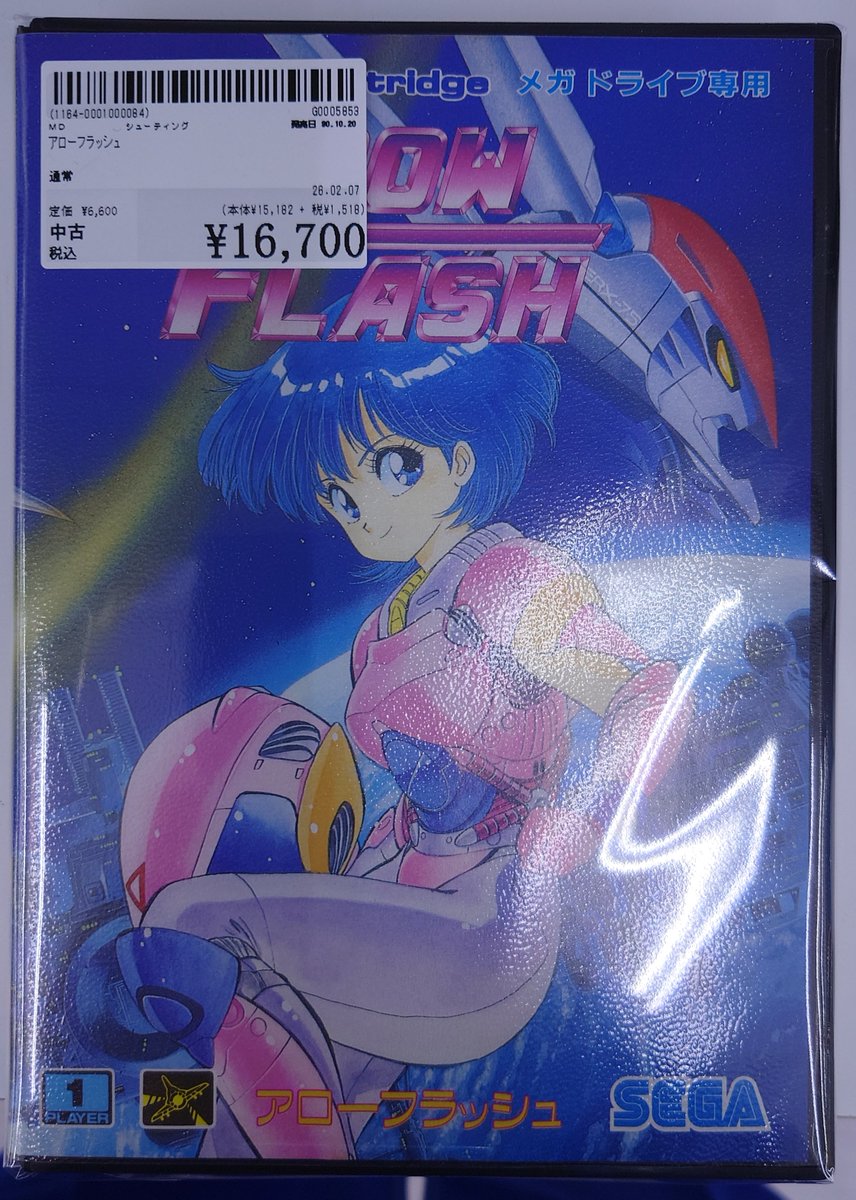 tridge メガドライブ専用
(1164-0001000084) G0005853
MD シューティング 発売日 90.10.20
アローフラッシュ
通常
26.02.07
定価 ¥6,600 (本体¥15,182 + 税¥1,518)
中古
税込 ¥16,700
OW
FLASH
1
PLAYER
アローフラッシュ
SEGA